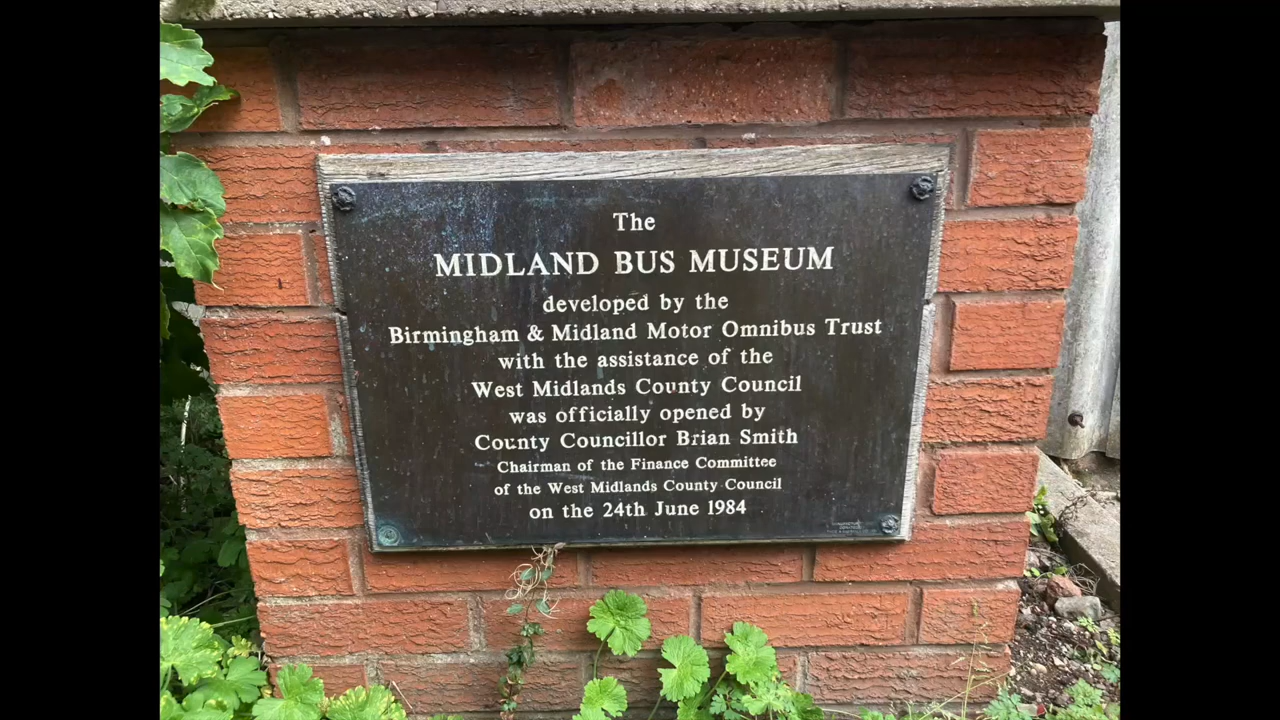 The
MIDLAND BUS MUSEUM
developed by the
Birmingham & Midland Motor Omnibus Trust
with the assistance of the
West Midlands County Council
was officially opened by
County Councillor Brian Smith
Chairman of the Finance Committee
of the West Midlands County Council
on the 24th June 1984